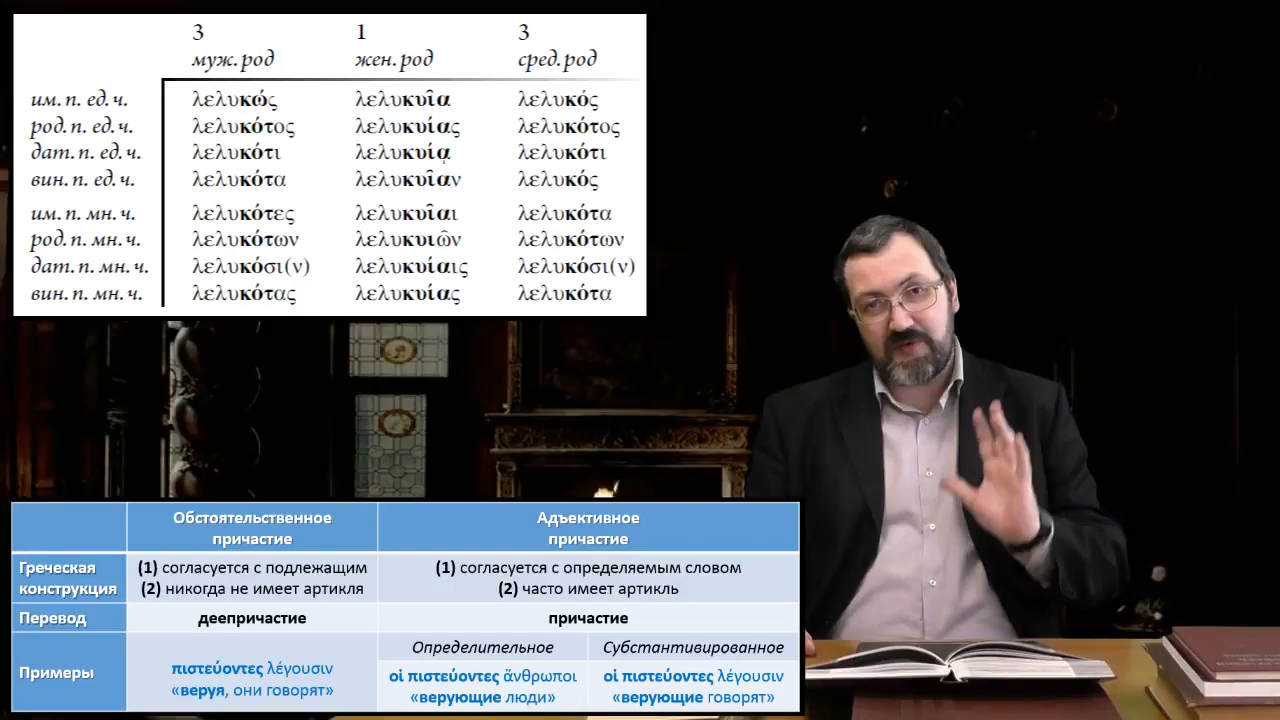 3 1 3
муж. род жен. род сред. род
им. п. ед. ч. λελυκώς λελυκυῖα λελυκός
род. п. ед. ч. λελυκότος λελυκυίας λελυκότος
дат. п. ед. ч. λελυκότι λελυκυίᾳ λελυκότι
вин. п. ед. ч. λελυκότα λελυκυῖαν λελυκός
им. п. мн. ч. λελυκότες λελυκυῖαι λελυκότα
род. п. мн. ч. λελυκότων λελυκυιῶν λελυκότων
дат. п. мн. ч. λελυκόσι(ν) λελυκυίαις λελυκόσι(ν)
вин. п. мн. ч. λελυκότας λελυκυίας λελυκότα
Обстоятельственное
причастие
Адъективное
причастие
Греческая
конструкция
(1) согласуется с подлежащим
(2) никогда не имеет артикля
(1) согласуется с определяемым словом
(2) часто имеет артикль
Перевод деепричастие причастие
Примеры
πιστεύοντες λέγουσιν
«веруя, они говорят»
Определительное
οἱ πιστεύοντες ἄνθρωποι
«верующие люди»
Субстантивированное
οἱ πιστεύοντες λέγουσιν
«верующие говорят»